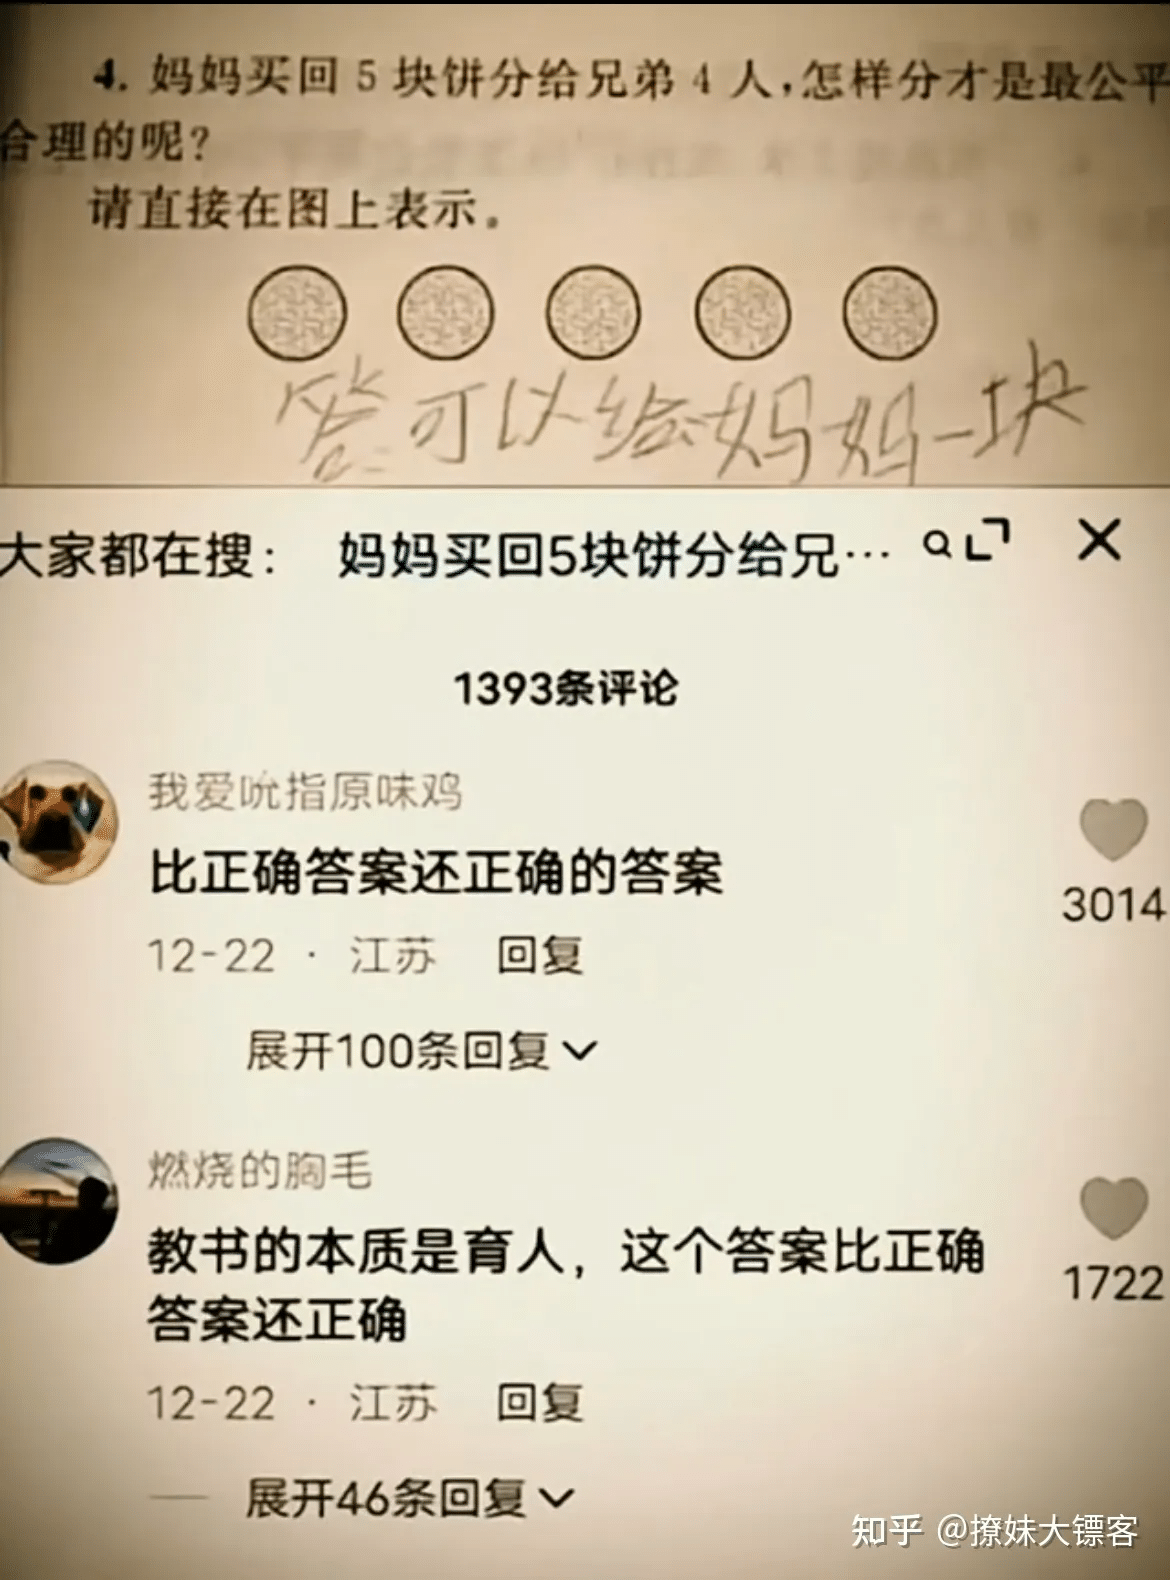 4. 妈妈买回 5 块饼分给兄弟 4 人,怎样分才是最公平
合理的呢?
请直接在图上表示。
答可以给妈妈一块
大家都在搜: 妈妈买回5块饼分给兄…
1393条评论
我爱吮指原味鸡
比正确答案还正确的答案
3014
12-22 · 江苏 回复
展开100条回复
燃烧的胸毛
教书的本质是育人，这个答案比正确
答案还正确
1722
12-22 · 江苏 回复
展开46条回复
知乎 @撩妹大镖客